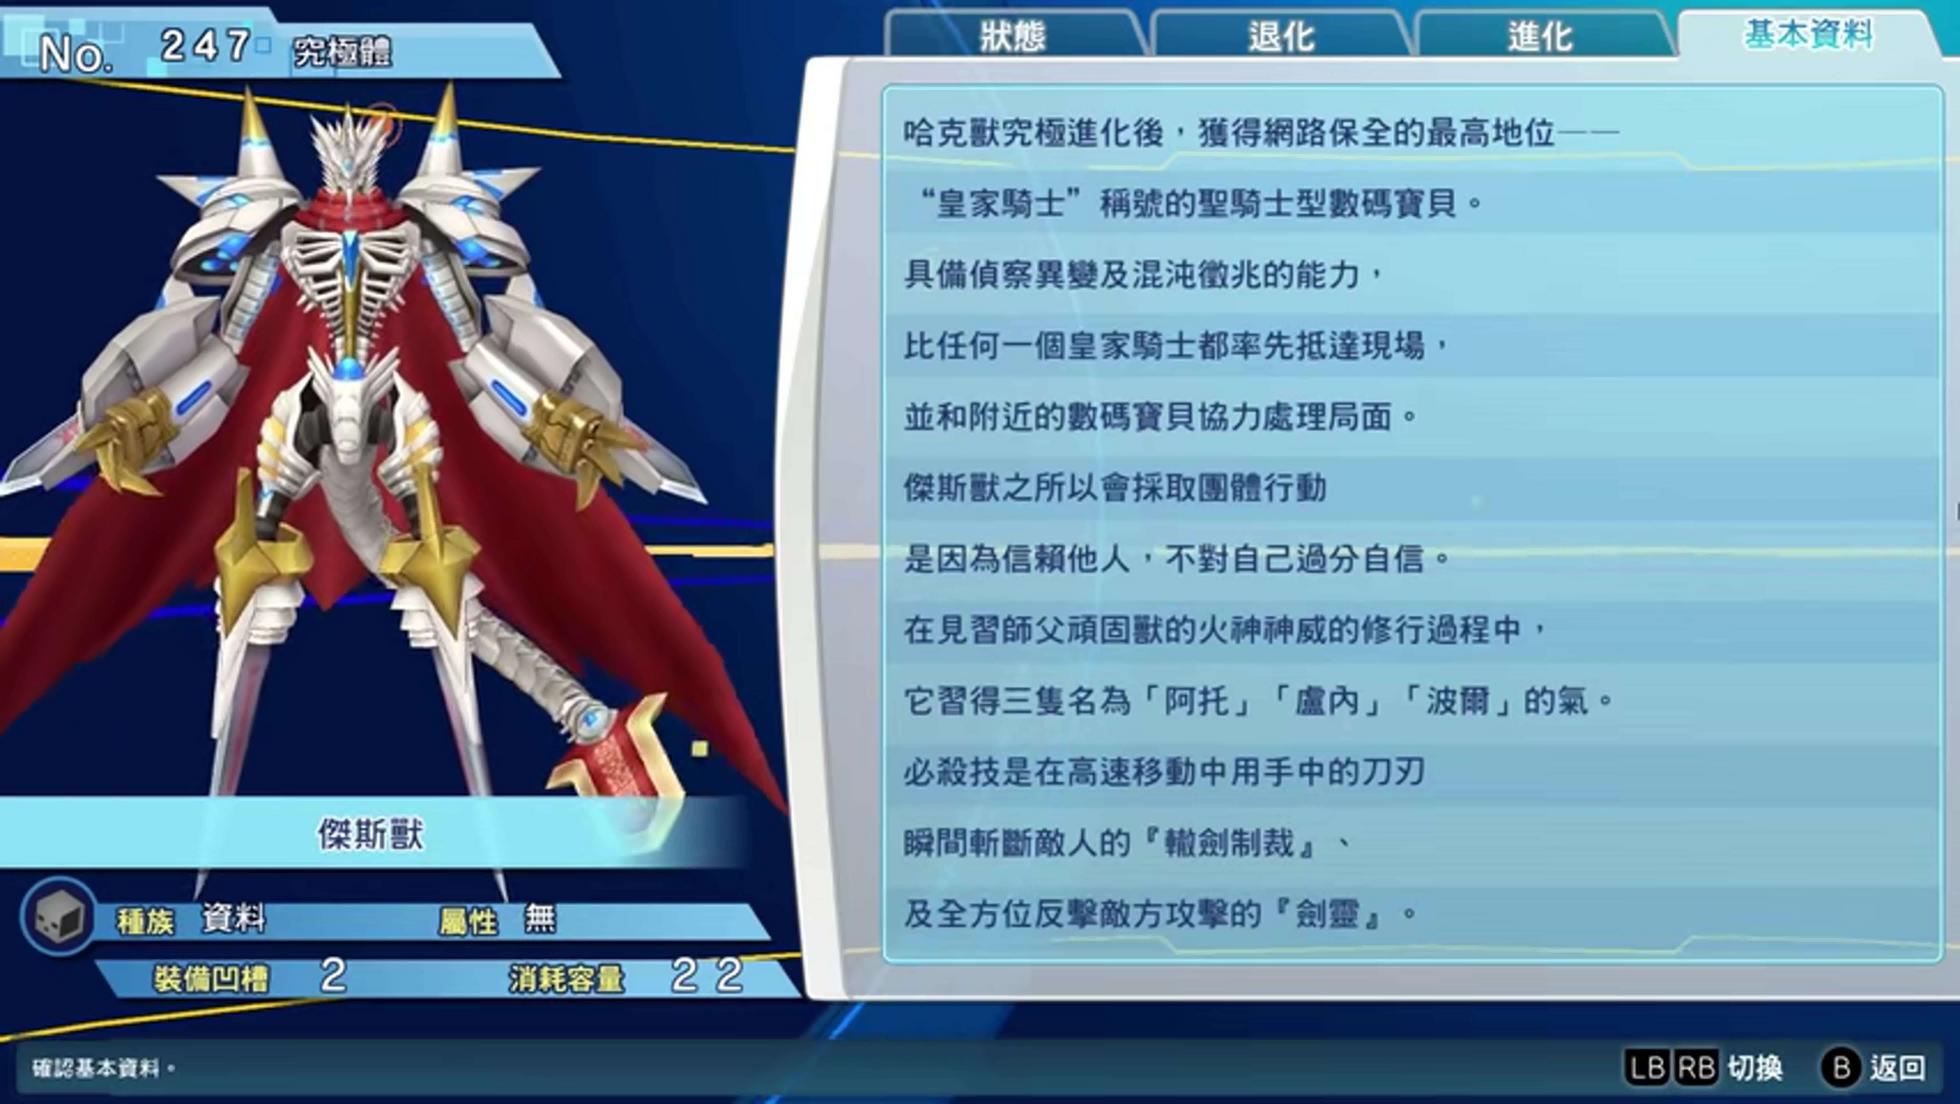 No. 247 究極體
狀態
退化
進化
基本資料
哈克獸究極進化後，獲得網路保全的最高地位——
“皇家騎士”稱號的聖騎士型數碼寶貝。
具備偵察異變及混沌徵兆的能力，
比任何一個皇家騎士都率先抵達現場，
並和附近的數碼寶貝協力處理局面。
傑斯獸之所以會採取團體行動
是因為信賴他人，不對自己過分自信。
在見習師父頑固獸的火神神威的修行過程中，
它習得三隻名為「阿托」「盧內」「波爾」的氣。
必殺技是在高速移動中用手中的刀刃
瞬間斬斷敵人的『轍劍制裁』、
及全方位反擊敵方攻擊的『劍靈』。
傑斯獸
種族 資料 屬性 無
裝備凹槽 2 消耗容量 22
確認基本資料。
LB RB 切換 B 返回